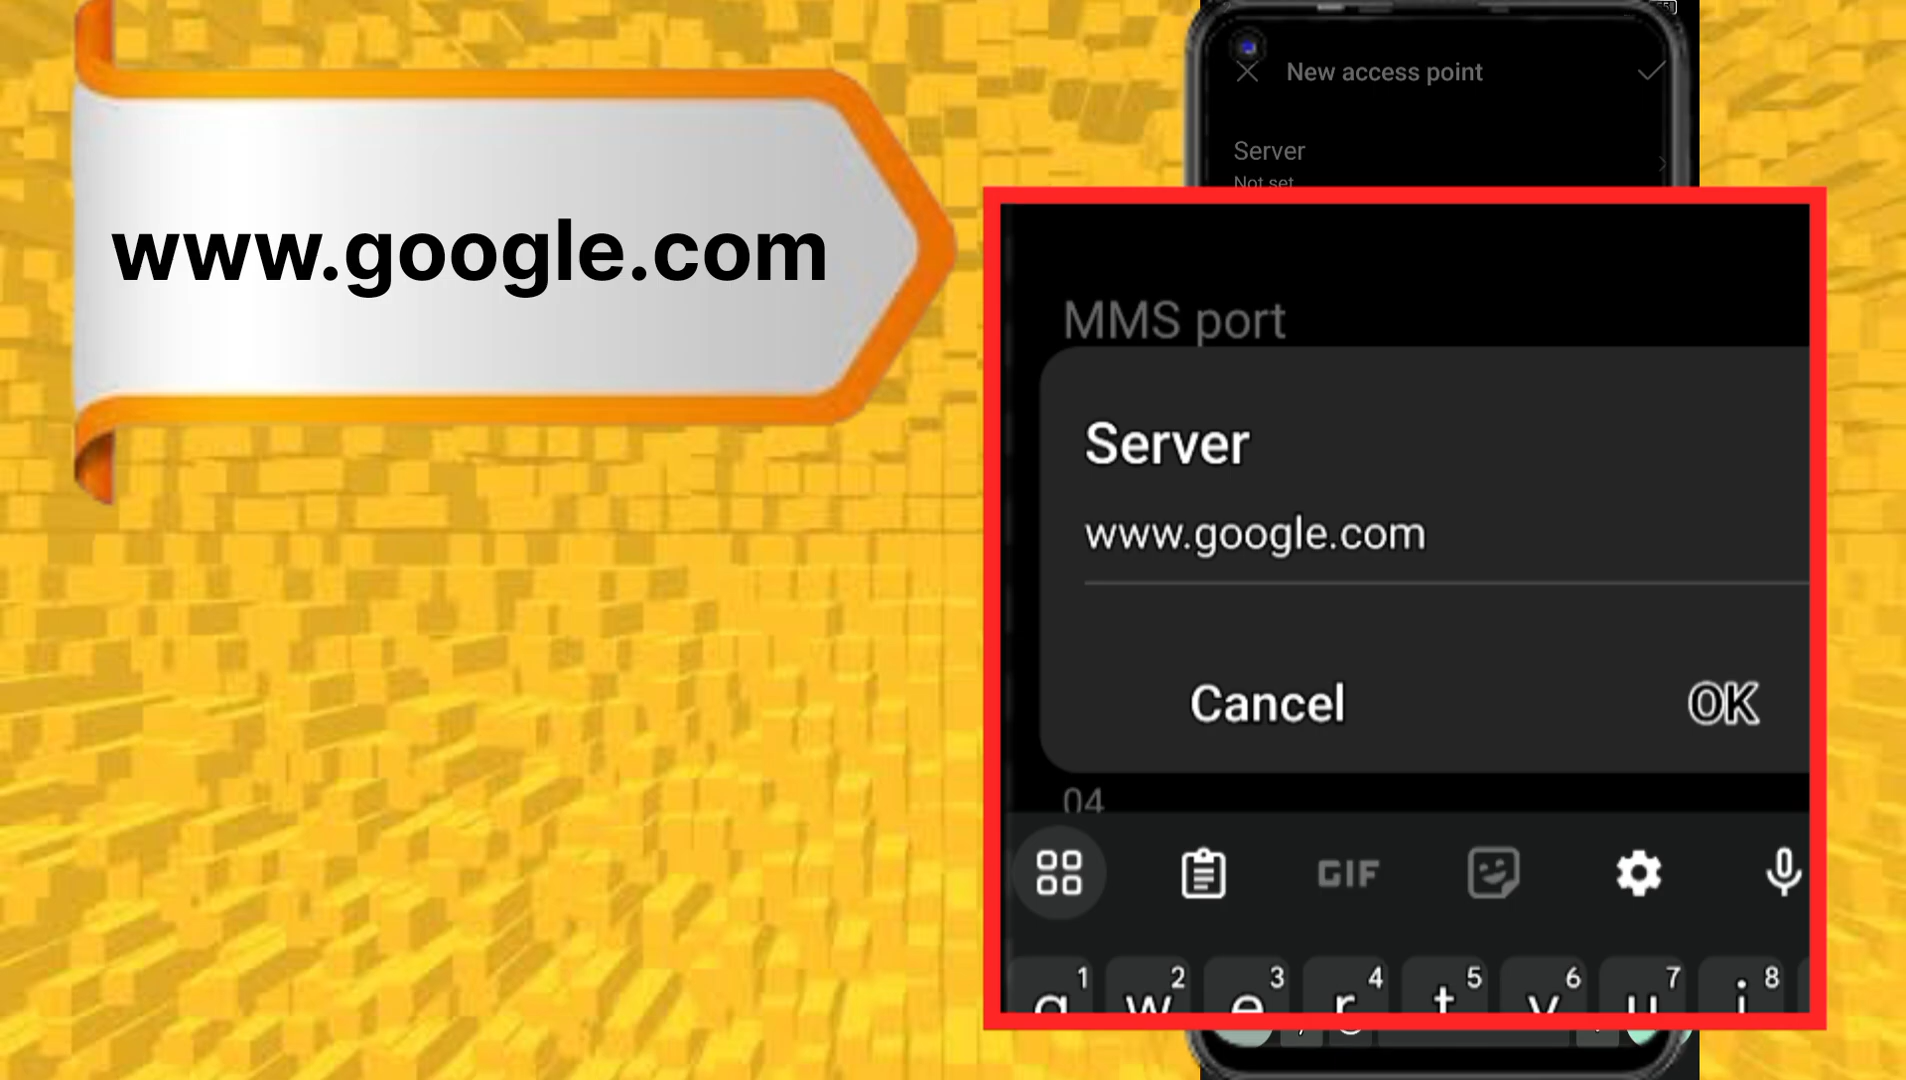 www.google.com
New access point
Server
Not set
MMS port
Server
www.google.com
Cancel
OK
04
GIF
1 2 3 4 5 6 7 8
q w e r t y u i